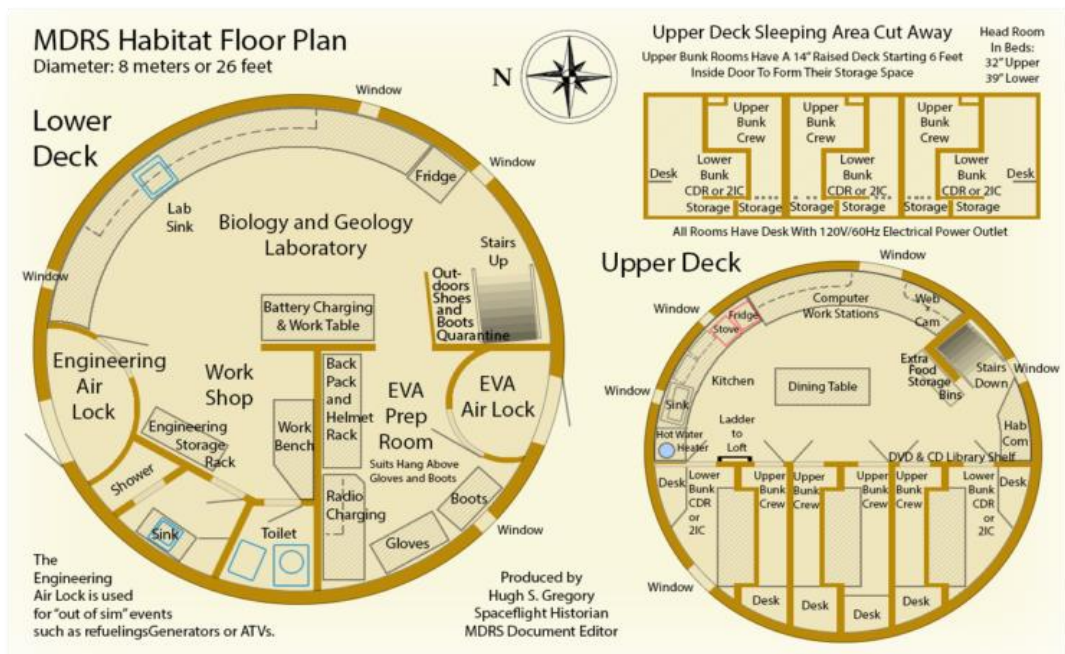 MDRS Habitat Floor Plan
Diameter: 8 meters or 26 feet
N
Upper Deck Sleeping Area Cut Away
Upper Bunk Rooms Have A 14" Raised Deck Starting 6 Feet
Inside Door To Form Their Storage Space
Head Room
In Beds:
32" Upper
39" Lower
Upper
Bunk
Crew
Upper
Bunk
Crew
Upper
Bunk
Crew
Desk
Lower
Bunk
CDR or 2IC
Lower
Bunk
CDR or 2IC
Lower
Bunk
CDR or 2IC
Desk
Storage
Storage
Storage
Storage
Storage
Storage
All Rooms Have Desk With 120V/60Hz Electrical Power Outlet
Lower
Deck
Window
Window
Fridge
Lab
Sink
Biology and Geology
Laboratory
Stairs
Up
Window
Out-
doors
Shoes
and
Boots
Quarantine
Battery Charging
& Work Table
Engineering
Air
Lock
Work
Shop
Back
Pack
and
Helmet
Rack
EVA
Prep
Room
EVA
Air Lock
Engineering
Storage
Rack
Work
Bench
Suits Hang Above
Gloves and Boots
Shower
Radio
Charging
Boots
Sink
Toilet
Gloves
Window
The
Engineering
Air Lock is used
for "out of sim" events
such as refuelingsGenerators or ATVs.
Produced by
Hugh S. Gregory
Spaceflight Historian
MDRS Document Editor
Upper Deck
Window
Window
Computer
Work Stations
Web
Cam
Fridge
Stove
Extra
Food
Storage
Bins
Stairs
Down
Window
Window
Kitchen
Dining Table
Sink
Hot Water
Heater
Ladder
to
Loft
Hab
Com
DVD & CD Library Shelf
Desk
Lower
Bunk
CDR
or
2IC
Upper
Bunk
Crew
Upper
Bunk
Crew
Upper
Bunk
Crew
Upper
Bunk
Crew
Lower
Bunk
CDR
or
2IC
Desk
Window
Desk
Desk
Desk
Desk